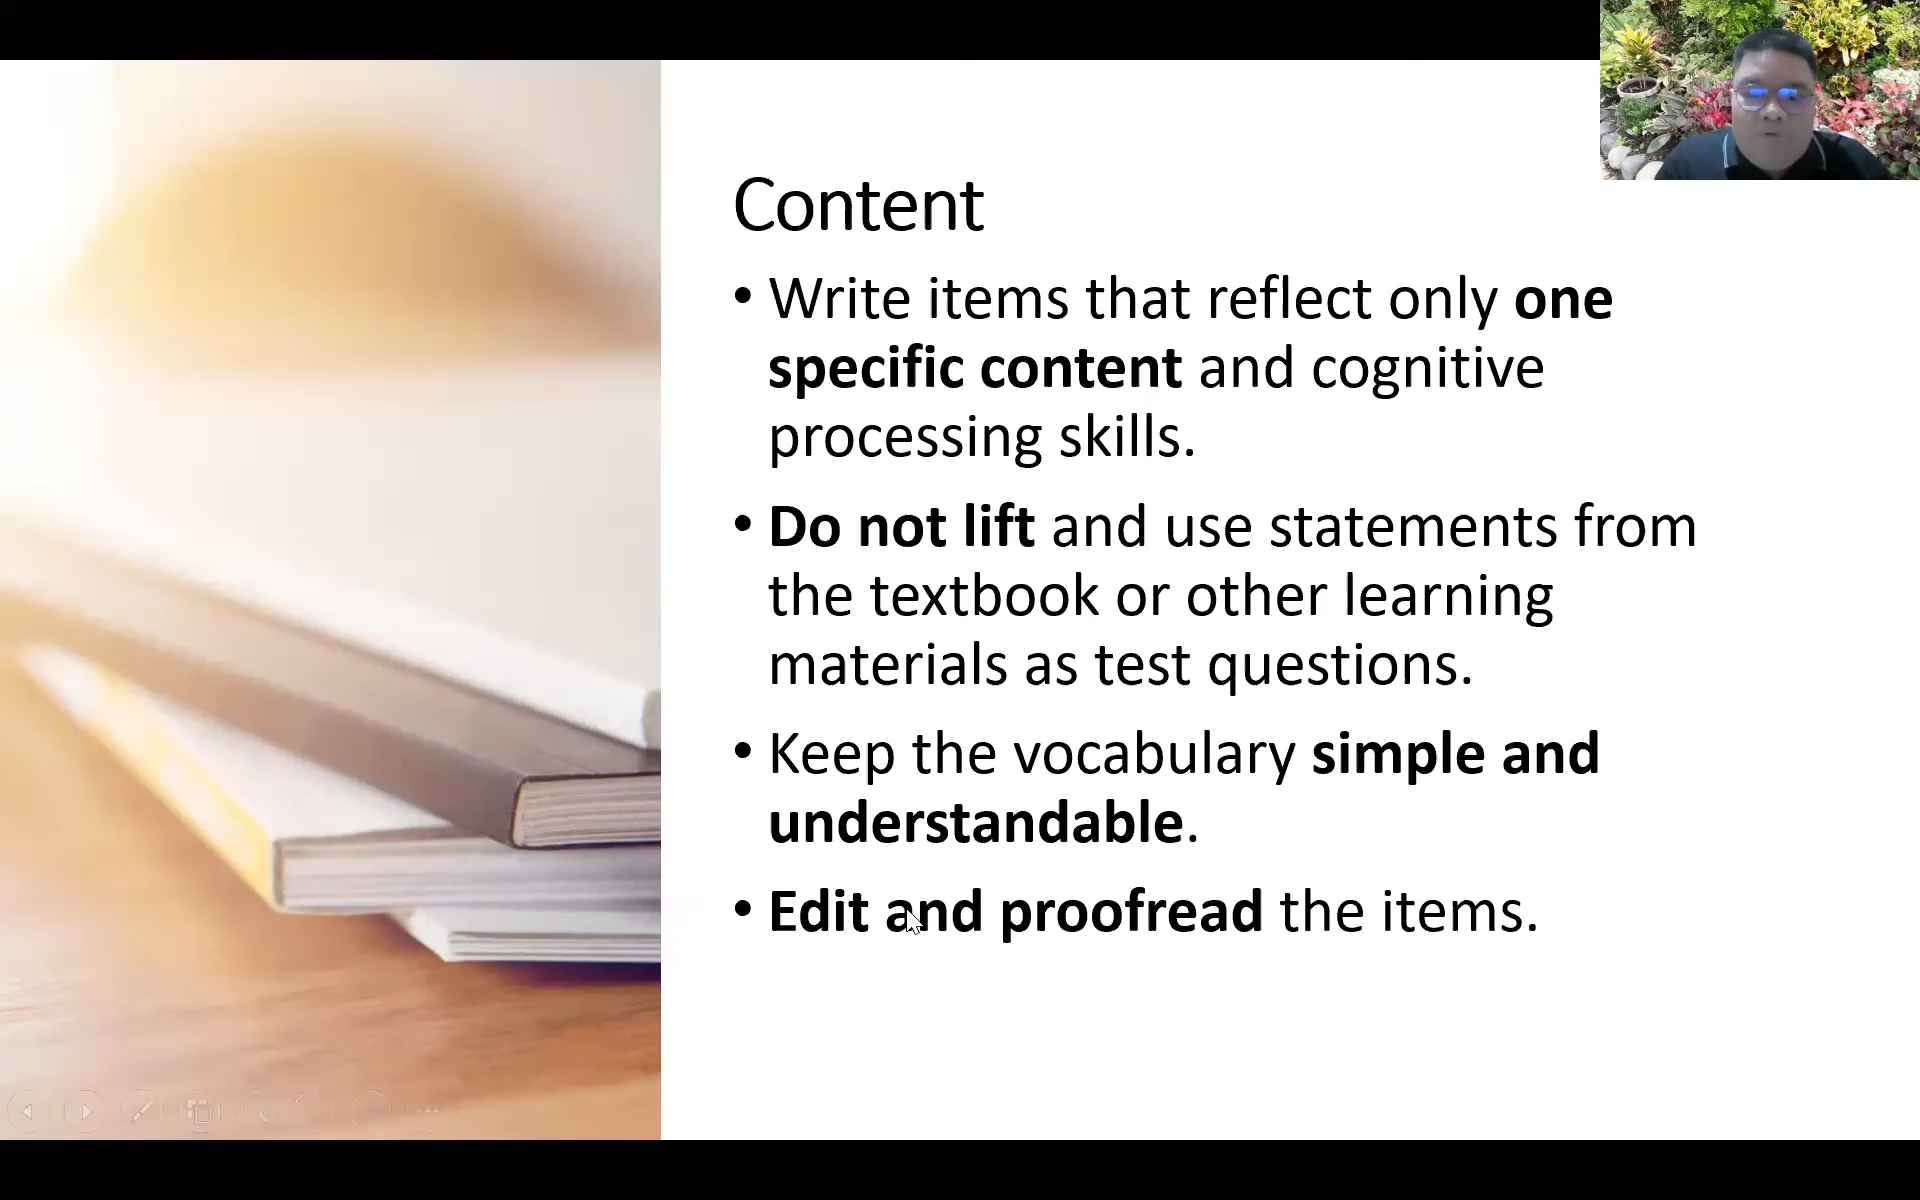 Content
• Write items that reflect only one
specific content and cognitive
processing skills.
• Do not lift and use statements from
the textbook or other learning
materials as test questions.
• Keep the vocabulary simple and
understandable.
• Edit and proofread the items.